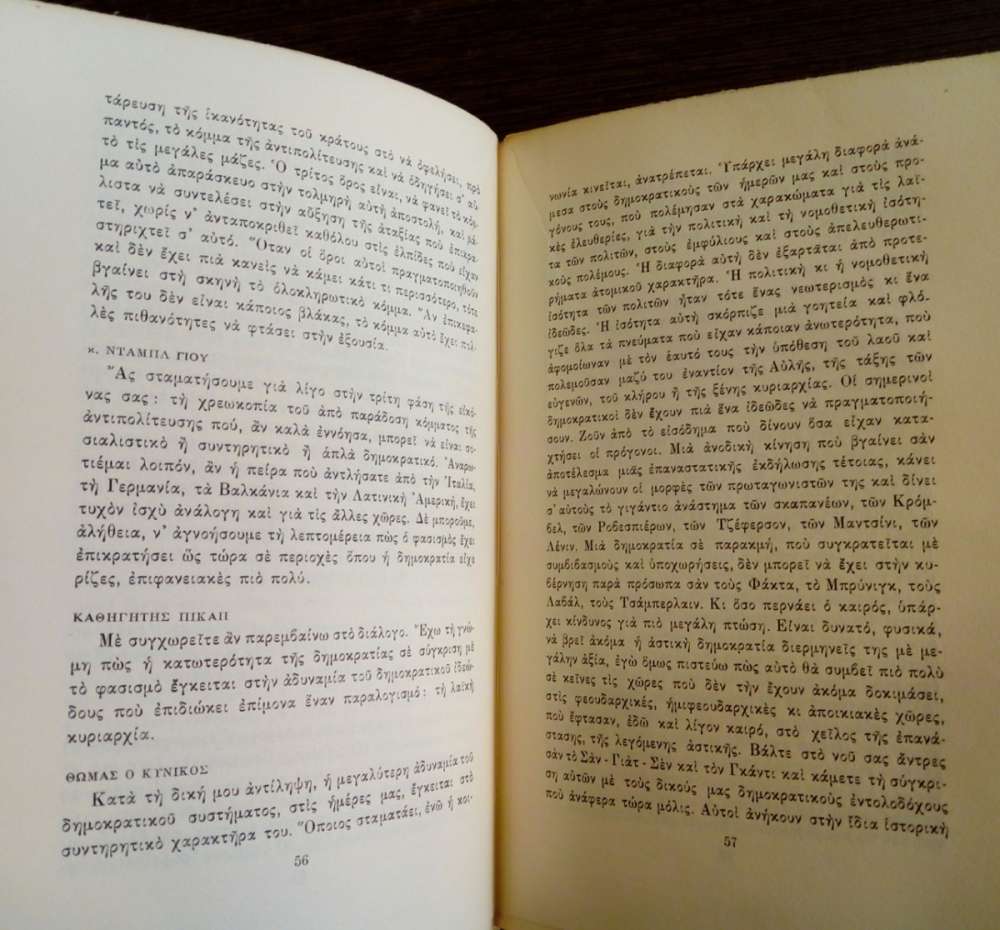 τάρευση τῆς ἱκανότητας τοῦ κράτους στὸ νὰ ὀφελήσει, πρὸ
παντός, τὸ κόμμα τῆς ἀντιπολίτευσης καὶ νὰ ὁδηγήσει σ' αὐ-
τὸ τὶς μεγάλες μάζες. Ὁ τρίτος ὅρος εἶναι, νὰ φανεῖ τὸ κόμ-
μα αὐτὸ ἀπαράσκευο στὴν τολμηρὴ αὐτὴ ἀποστολή, καὶ μά-
λιστα νὰ συντελέσει στὴν αὔξηση τῆς ἀταξίας ποὺ ἐπικρα-
τεῖ, χωρὶς ν' ἀνταποκριθεῖ καθόλου στὶς ἐλπίδες ποὺ εἶχαν
στηριχτεῖ σ' αὐτό. Ὅταν οἱ ὅροι αὐτοὶ πραγματοποιηθοῦν
καὶ δὲν ἔχει πιὰ κανεὶς νὰ κάμει κάτι τι περισσότερο, τότε
βγαίνει στὴ σκηνὴ τὸ ὁλοκληρωτικὸ κόμμα. Ἂν ἐπικεφα-
λῆς του δὲν εἶναι κάποιος βλάκας, τὸ κόμμα αὐτὸ ἔχει πολ-
λὲς πιθανότητες νὰ φτάσει στὴν ἐξουσία.
κ. ΝΤΑΜΠΛ ΓΙΟΥ
Ἂς σταματήσουμε γιὰ λίγο στὴν τρίτη φάση τῆς εἰκό-
νας σας : τὴ χρεωκοπία τοῦ ἀπὸ παράδοση κόμματος τῆς
ἀντιπολίτευσης πού, ἂν καλὰ ἐννόησα, μπορεῖ νὰ εἶναι σο-
σιαλιστικὸ ἢ συντηρητικὸ ἢ ἁπλὰ δημοκρατικό. Ἀναρω-
τιέμαι λοιπόν, ἂν ἡ πείρα ποὺ ἀντλήσατε ἀπὸ τὴν Ἰταλία,
τὴ Γερμανία, τὰ Βαλκάνια καὶ τὴν Λατινικὴ Ἀμερική, ἔχει
τυχὸν ἰσχὺ ἀνάλογη καὶ γιὰ τὶς ἄλλες χῶρες. Δὲ μποροῦμε,
ἀλήθεια, ν' ἀγνοήσουμε τὴ λεπτομέρεια πὼς ὁ φασισμὸς ἔχει
ἐπικρατήσει ὣς τώρα σὲ περιοχὲς ὅπου ἡ δημοκρατία εἶχε
ρίζες, ἐπιφανειακὲς πιὸ πολύ.
ΚΑΘΗΓΗΤΗΣ ΠΙΚΑΠ
Μὲ συγχωρεῖτε ἂν παρεμβαίνω στὸ διάλογο. Ἔχω τὴ γνώ-
μη πὼς ἡ κατωτερότητα τῆς δημοκρατίας σὲ σύγκριση μὲ
τὸ φασισμὸ ἔγκειται στὴν ἀδυναμία τοῦ δημοκρατικοῦ ἰδεώ-
δους ποὺ ἐπιδιώκει ἐπίμονα ἕναν παραλογισμό : τὴ λαϊκὴ
κυριαρχία.
ΘΩΜΑΣ Ο ΚΥΝΙΚΟΣ
Κατὰ τὴ δική μου ἀντίληψη, ἡ μεγαλύτερη ἀδυναμία τοῦ
δημοκρατικοῦ συστήματος, στὶς ἡμέρες μας, ἔγκειται στὸ
συντηρητικὸ χαρακτήρα του. Ὅποιος σταματάει, ἐνῶ ἡ κοι-
56
νωνία κινεῖται, ἀνατρέπεται. Ὑπάρχει μεγάλη διαφορὰ ἀνά-
μεσα στοὺς δημοκρατικοὺς τῶν ἡμερῶν μας καὶ στοὺς προ-
γόνους τους, ποὺ πολέμησαν στὰ χαρακώματα γιὰ τὶς λαϊ-
κὲς ἐλευθερίες, γιὰ τὴν πολιτικὴ καὶ τὴ νομοθετικὴ ἰσότη-
τα τῶν πολιτῶν, στοὺς ἐμφύλιους καὶ στοὺς ἀπελευθερωτι-
κοὺς πολέμους. Ἡ διαφορὰ αὐτὴ δὲν ἐξαρτᾶται ἀπὸ προτε-
ρήματα ἀτομικοῦ χαρακτήρα. Ἡ πολιτικὴ κι ἡ νομοθετικὴ
ἰσότητα τῶν πολιτῶν ἦταν τότε ἕνας νεωτερισμὸς κι ἕνα
ἰδεῶδες. Ἡ ἰσότητα αὐτὴ σκόρπιζε μιὰ γοητεία καὶ φλό-
γιζε ὅλα τὰ πνεύματα ποὺ εἶχαν κάποιαν ἀνωτερότητα, ποὺ
ἀφομοίωναν μὲ τὸν ἑαυτό τους τὴν ὑπόθεση τοῦ λαοῦ καὶ
πολεμοῦσαν μαζύ του ἐναντίον τῆς Αὐλῆς, τῆς τάξης τῶν
εὐγενῶν, τοῦ κλήρου ἢ τῆς ξένης κυριαρχίας. Οἱ σημερινοὶ
δημοκρατικοὶ δὲν ἔχουν πιὰ ἕνα ἰδεῶδες νὰ πραγματοποιή-
σουν. Ζοῦν ἀπὸ τὸ εἰσόδημα ποὺ δίνουν ὅσα εἶχαν κατα-
χτήσει οἱ πρόγονοι. Μιὰ ἀνοδικὴ κίνηση ποὺ βγαίνει σὰν
ἀποτέλεσμα μιᾶς ἐπαναστατικῆς ἐκδήλωσης τέτοιας, κάνει
νὰ μεγαλώνουν οἱ μορφὲς τῶν πρωταγωνιστῶν της καὶ δίνει
σ' αὐτοὺς τὸ γιγάντιο ἀνάστημα τῶν σκαπανέων, τῶν Κρόμ-
βελ, τῶν Ροβεσπιέρων, τῶν Τζέφερσον, τῶν Μαντσίνι, τῶν
Λένιν. Μιὰ δημοκρατία σὲ παρακμή, ποὺ συγκρατεῖται μὲ
συμβιβασμοὺς καὶ ὑποχωρήσεις, δὲν μπορεῖ νὰ ἔχει στὴν κυ-
βέρνηση παρὰ πρόσωπα σὰν τοὺς Φάκτα, τὸ Μπρύνιγκ, τοὺς
Λαβάλ, τοὺς Τσάμπερλαιν. Κι ὅσο περνάει ὁ καιρός, ὑπάρ-
χει κίνδυνος γιὰ πιὸ μεγάλη πτώση. Εἶναι δυνατό, φυσικά,
νὰ βρεῖ ἀκόμα ἡ ἀστικὴ δημοκρατία διερμηνεῖς της μὲ με-
γάλην ἀξία, ἐγὼ ὅμως πιστεύω πὼς αὐτὸ θὰ συμβεῖ πιὸ πολὺ
σὲ κεῖνες τὶς χῶρες ποὺ δὲν τὴν ἔχουν ἀκόμα δοκιμάσει,
στὶς φεουδαρχικές, ἡμιφεουδαρχικὲς κι ἀποικιακὲς χῶρες,
ποὺ ἔφτασαν, ἐδῶ καὶ λίγον καιρό, στὸ χεῖλος τῆς ἐπανά-
στασης, τῆς λεγόμενης ἀστικῆς. Βάλτε στὸ νοῦ σας ἄντρες
σὰν τὸ Σὰν - Γιὰτ - Σὲν καὶ τὸν Γκάντι καὶ κάμετε τὴ σύγκρι-
ση αὐτῶν μὲ τοὺς δικούς μας δημοκρατικοὺς ἐντολοδόχους
ποὺ ἀνάφερα τώρα μόλις. Αὐτοὶ ἀνήκουν στὴν ἴδια ἱστορικὴ
57